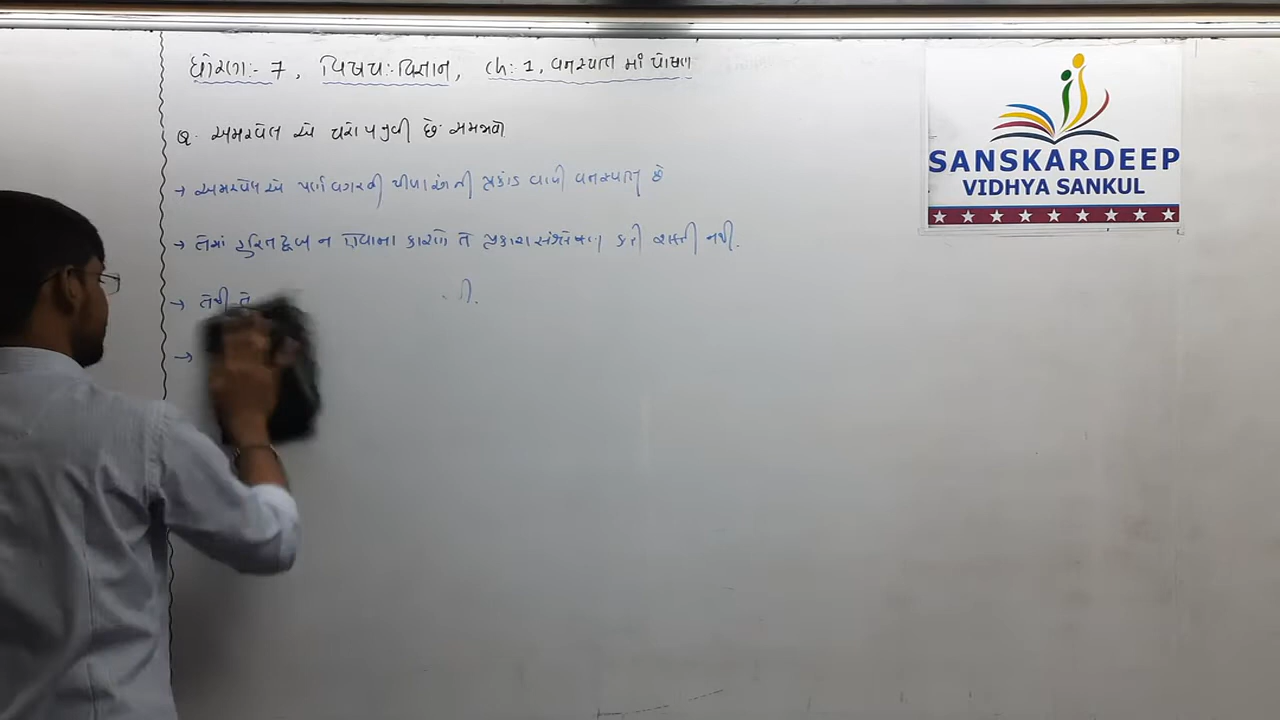 ધોરણ:- 7, વિષય:- વિજ્ઞાન, ch: 1, વનસ્પતિ માં પોષણ
Q. અમરવેલ એ પરોપજીવી છે સમજાવો
→ અમરવેલ એ પર્ણ વગરની પીળા રંગની પ્રકાંડ વાળી વનસ્પતિ છે
→ તેમાં હરિતદ્રવ્ય ન હોવાના કારણે તે પ્રકાશસંશ્લેષણ કરી શક્તી નથી.
→ તેથી તે
→
SANSKARDEEP
VIDHYA SANKUL